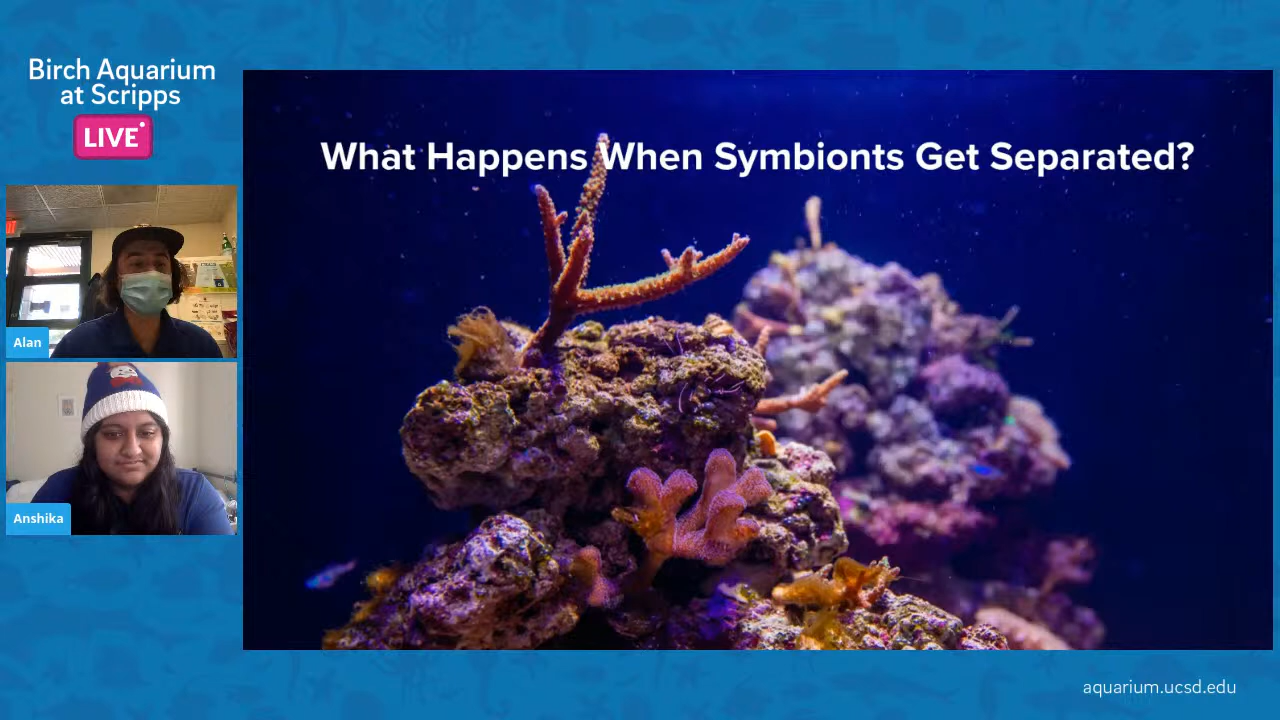 Birch Aquarium
at Scripps
LIVE
What Happens When Symbionts Get Separated?
Alan
Anshika
aquarium.ucsd.edu